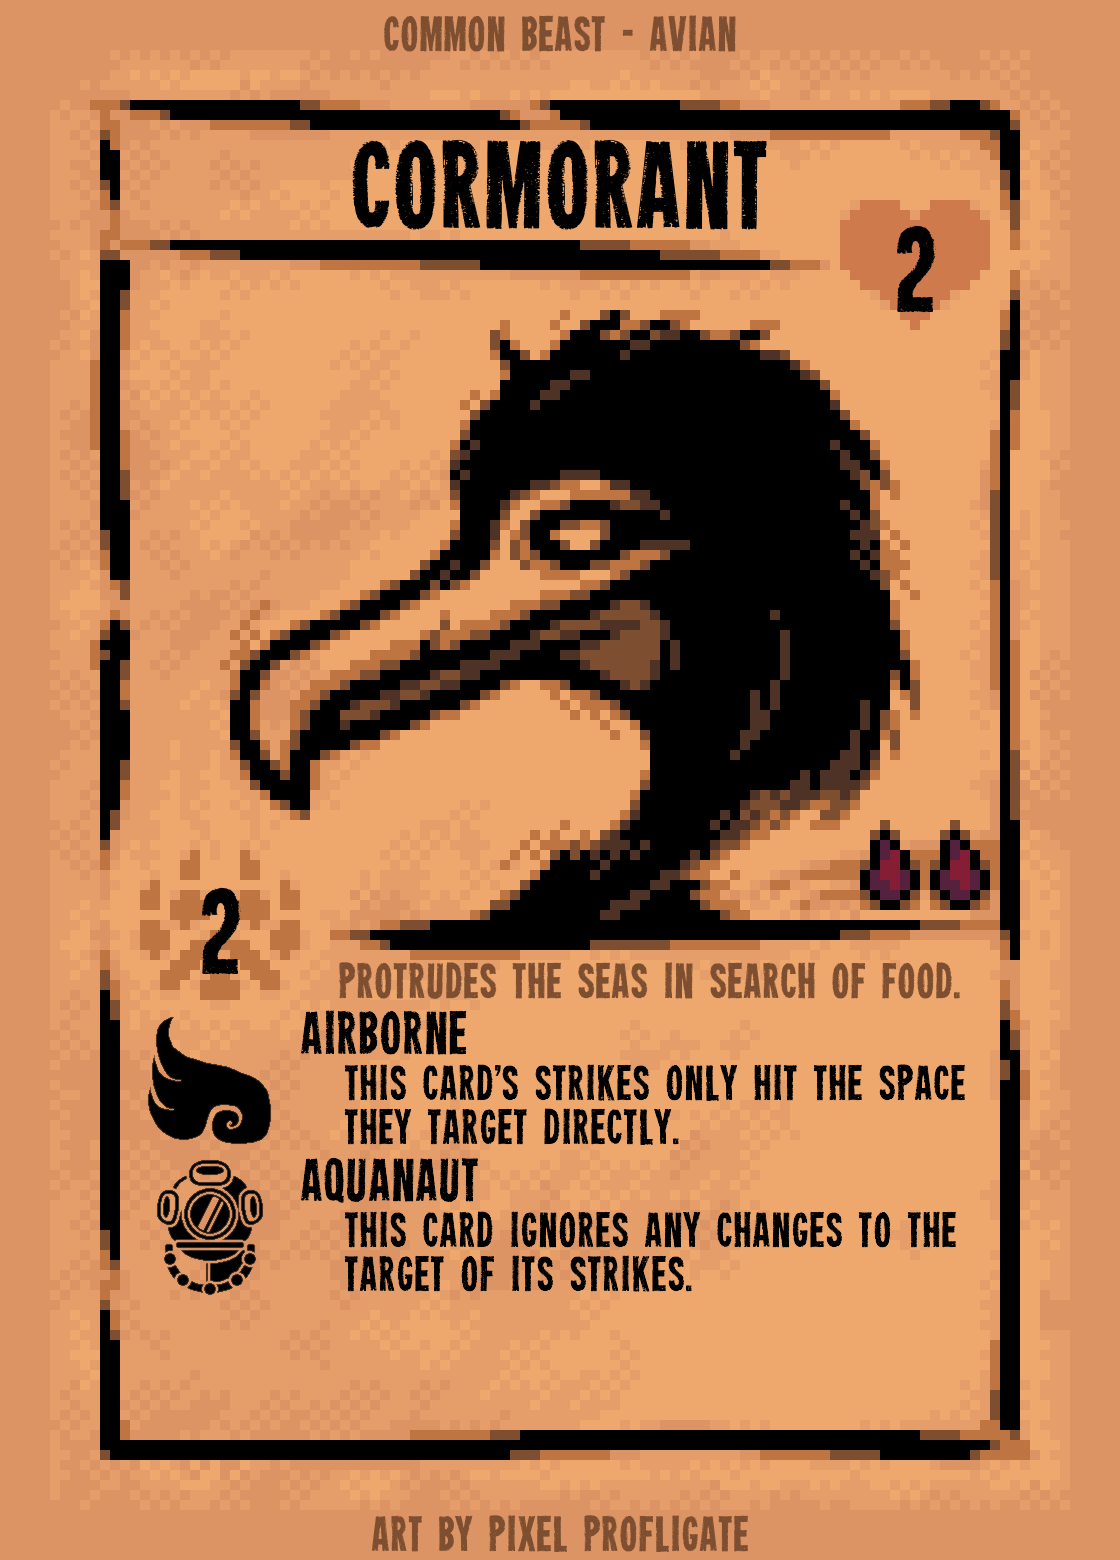 COMMON BEAST - AVIAN
CORMORANT
2
2
PROTRUDES THE SEAS IN SEARCH OF FOOD.
AIRBORNE
THIS CARD'S STRIKES ONLY HIT THE SPACE
THEY TARGET DIRECTLY.
AQUANAUT
THIS CARD IGNORES ANY CHANGES TO THE
TARGET OF ITS STRIKES.
ART BY PIXEL PROFLIGATE